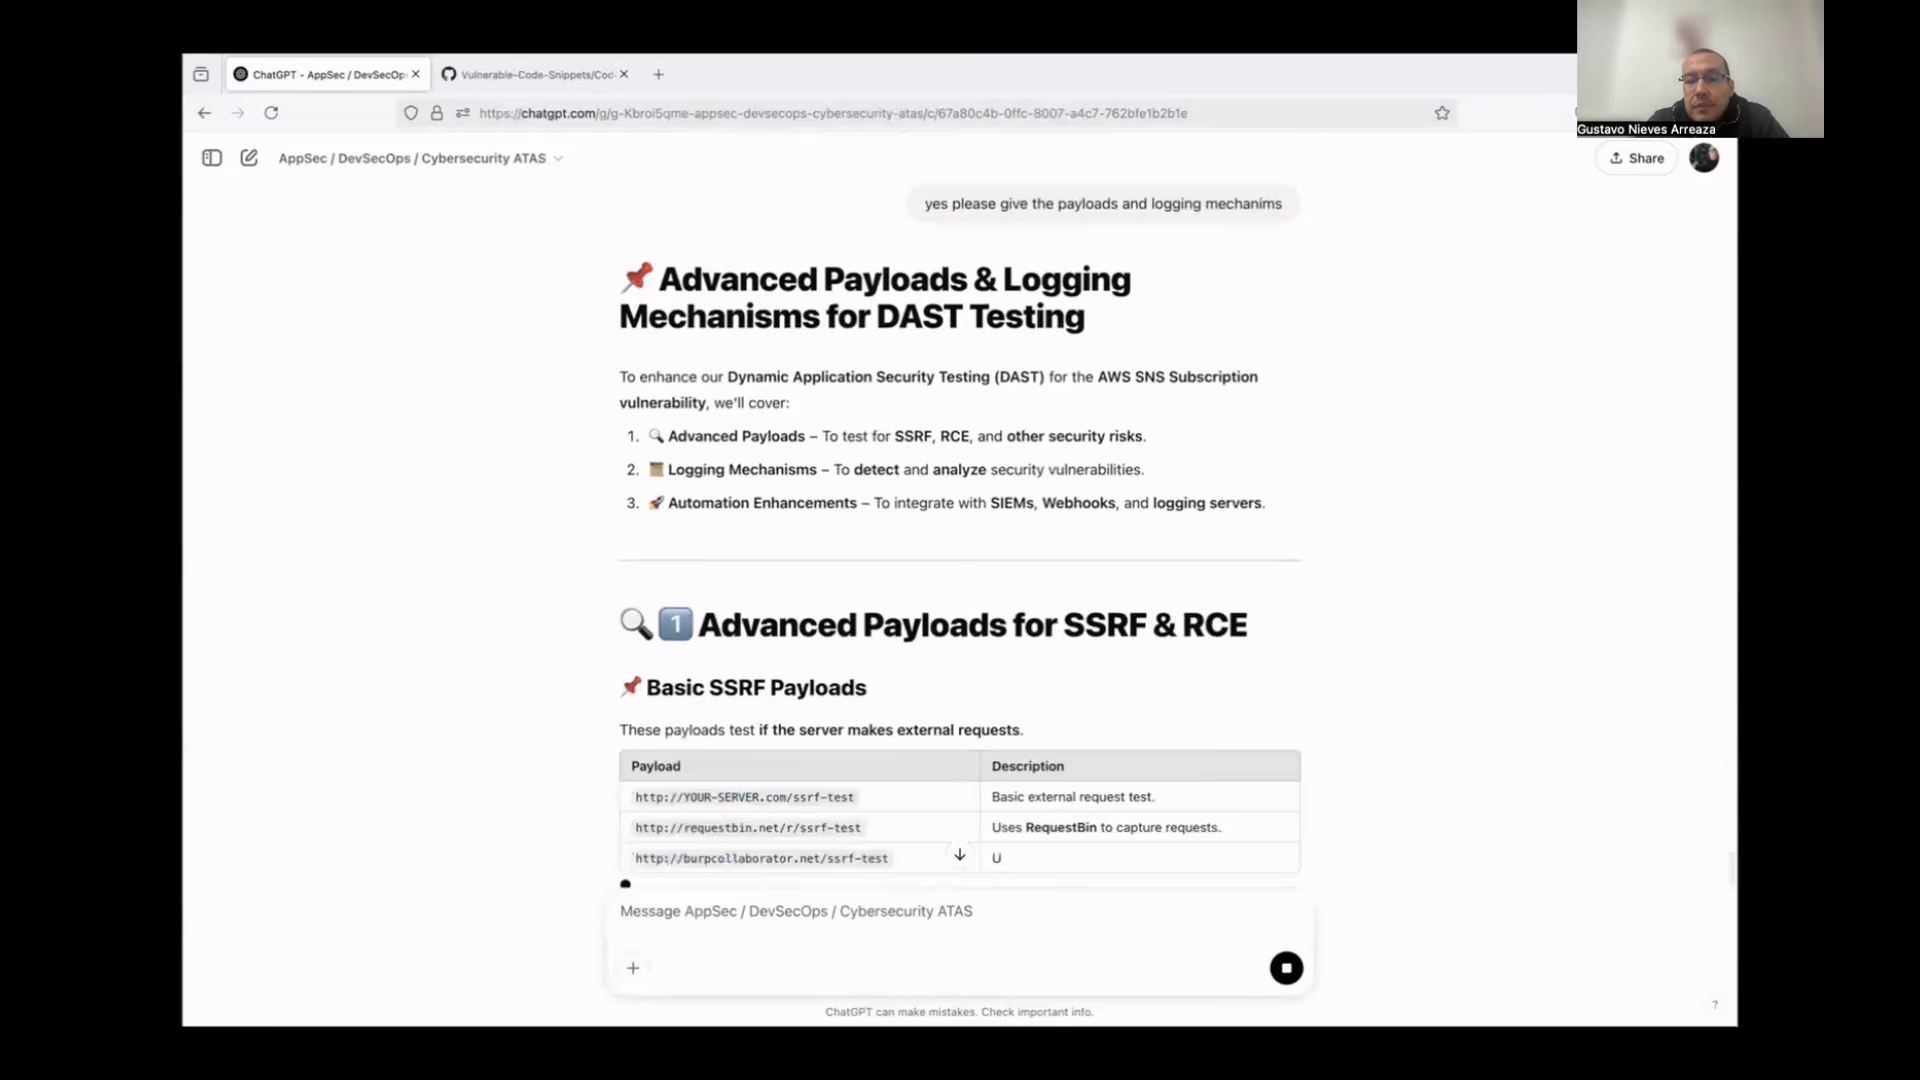 ChatGPT - AppSec / DevSecOp
Vulnerable-Code-Snippets/Cod
https://chatgpt.com/g/g-Kbroi5qme-appsec-devsecops-cybersecurity-atas/c/67a80c4b-0ffc-8007-a4c7-762bfe1b2b1e
Gustavo Nieves Arreaza
AppSec / DevSecOps / Cybersecurity ATAS
Share
yes please give the payloads and logging mechanims
Advanced Payloads & Logging
Mechanisms for DAST Testing
To enhance our Dynamic Application Security Testing (DAST) for the AWS SNS Subscription
vulnerability, we'll cover:
1. Advanced Payloads – To test for SSRF, RCE, and other security risks.
2. Logging Mechanisms – To detect and analyze security vulnerabilities.
3. Automation Enhancements – To integrate with SIEMs, Webhooks, and logging servers.
1 Advanced Payloads for SSRF & RCE
Basic SSRF Payloads
These payloads test if the server makes external requests.
Payload Description
http://YOUR-SERVER.com/ssrf-test Basic external request test.
http://requestbin.net/r/ssrf-test Uses RequestBin to capture requests.
http://burpcollaborator.net/ssrf-test U
Message AppSec / DevSecOps / Cybersecurity ATAS
ChatGPT can make mistakes. Check important info.
?